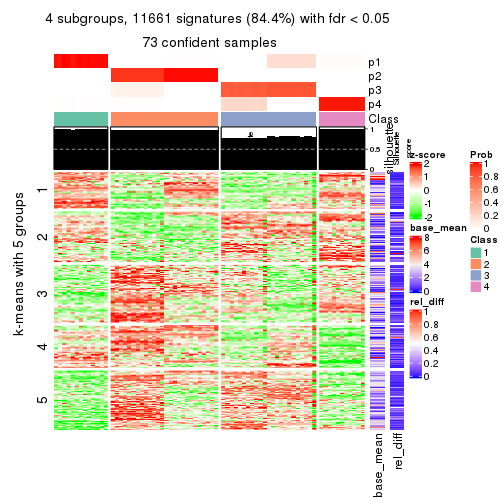 4 subgroups, 11661 signatures (84.4%) with fdr < 0.05
73 confident samples
p1
p2
p3
p4
Class
1
0.5
0
silhouette
Silhouette
score
k-means with 5 groups
1
2
3
4
5
base_mean
rel_diff
z-score
2
1
0
-1
-2
base_mean
8
6
4
2
0
rel_diff
1
0.8
0.6
0.4
0.2
0
Prob
1
0.8
0.6
0.4
0.2
0
Class
1
2
3
4